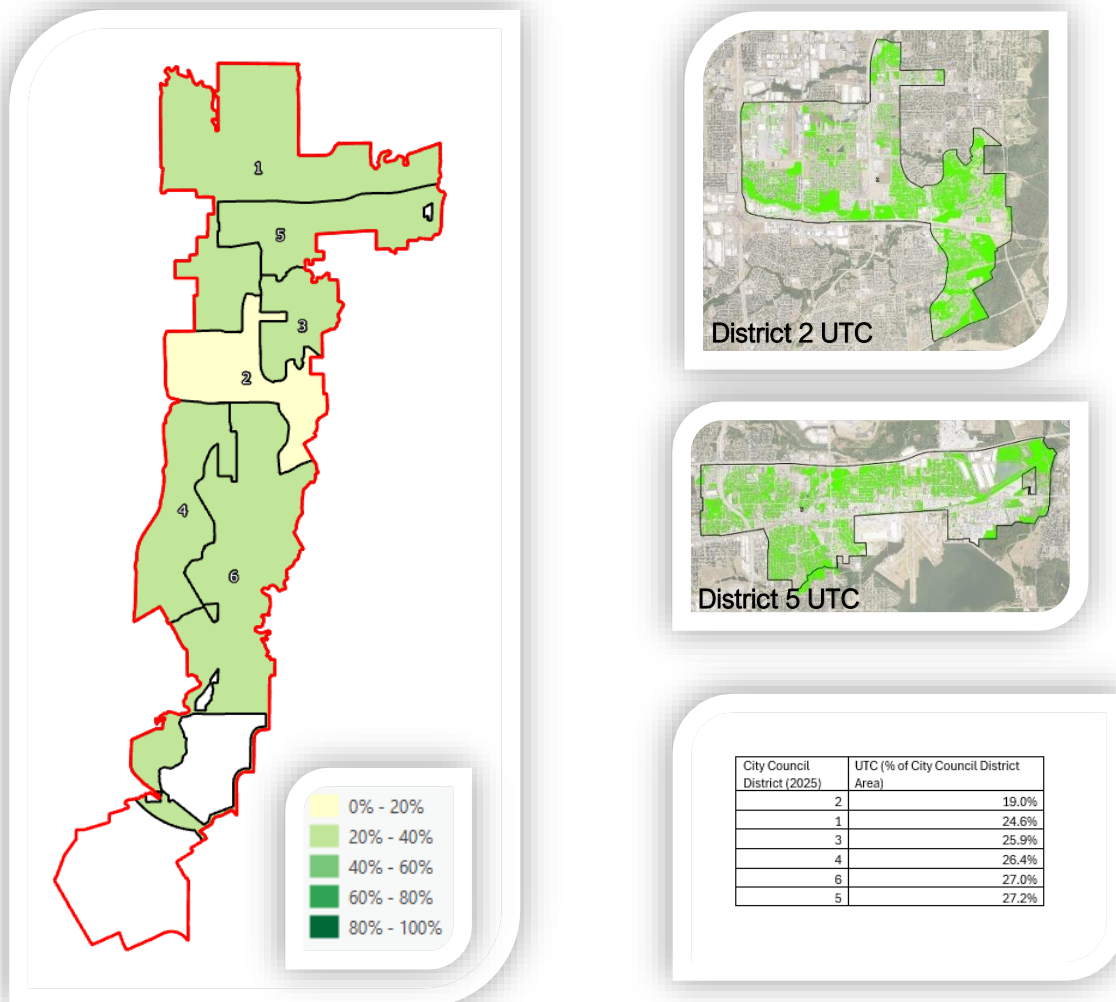 1
5
3
2
4
6
0% - 20%
20% - 40%
40% - 60%
60% - 80%
80% - 100%
District 2 UTC
District 5 UTC
City Council District (2025) UTC (% of City Council District Area)
2 19.0%
1 24.6%
3 25.9%
4 26.4%
6 27.0%
5 27.2%